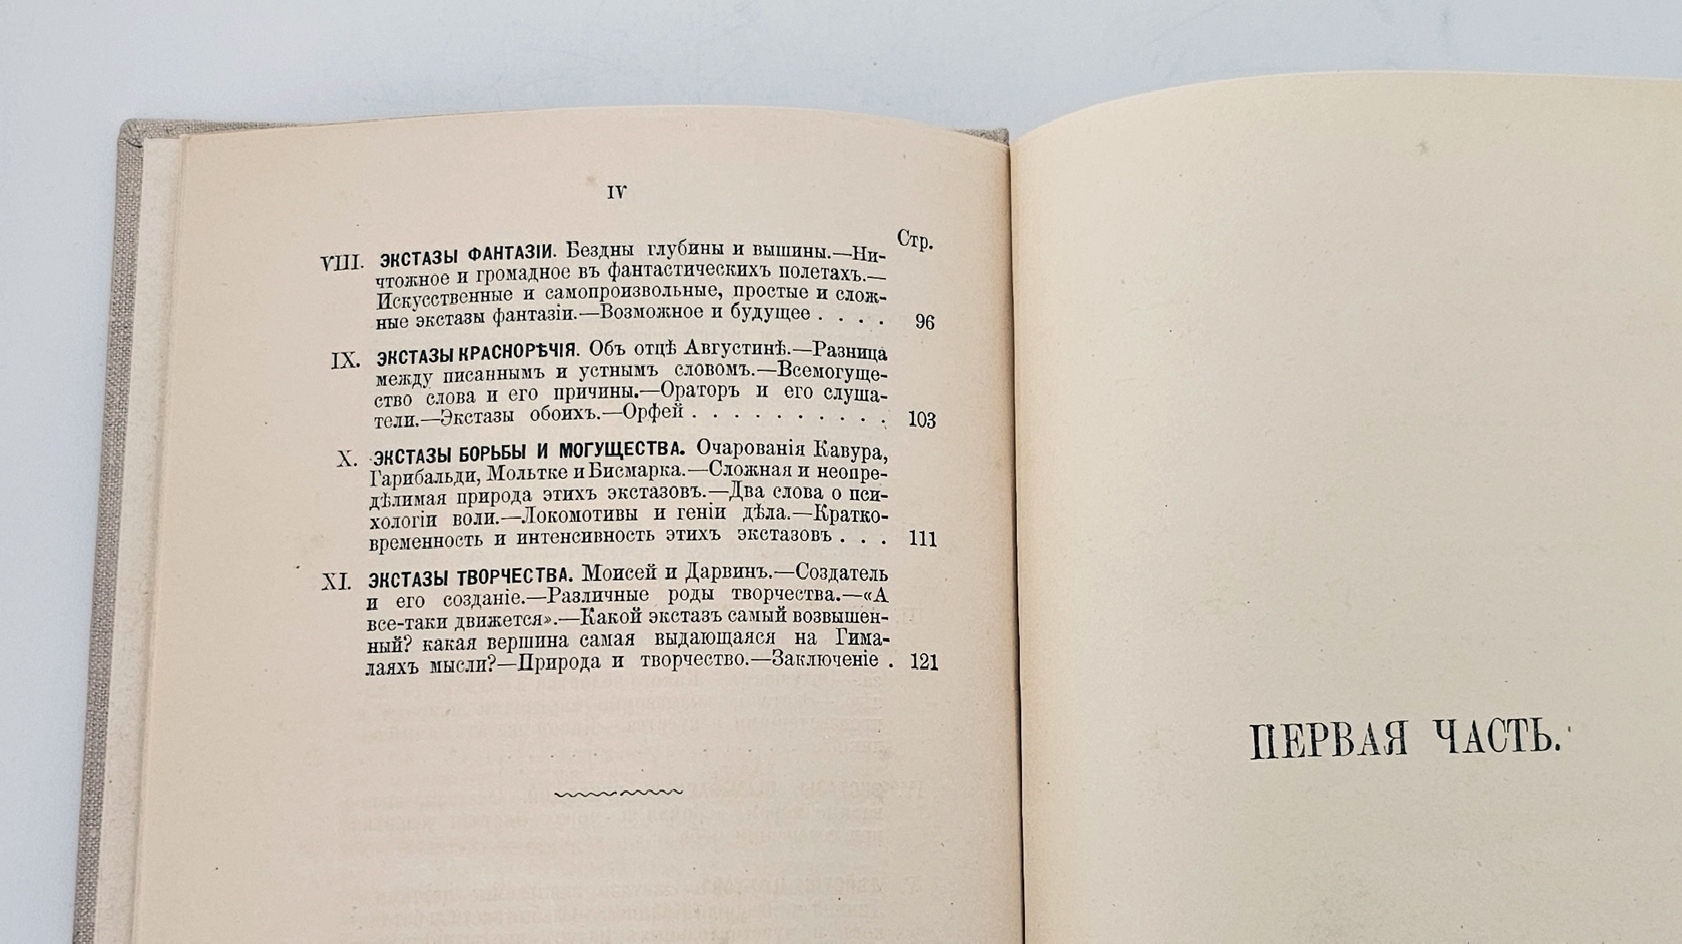 IV
Стр.
VIII. ЭКСТАЗЫ ФАНТАЗІИ. Бездны глубины и вышины.—Ни-
чтожное и громадное въ фантастическихъ полетахъ.—
Искусственные и самопроизвольные, простые и слож-
ные экстазы фантазіи.—Возможное и будущее . . . . 96
IX. ЭКСТАЗЫ КРАСНОРѢЧІЯ. Объ отцѣ Августинѣ.—Разница
между писаннымъ и устнымъ словомъ.—Всемогуще-
ство слова и его причины.—Ораторъ и его слуша-
тели.—Экстазы обоихъ.—Орфей . . . . . . . . . . 103
X. ЭКСТАЗЫ БОРЬБЫ И МОГУЩЕСТВА. Очарованія Кавура,
Гарибальди, Мольтке и Бисмарка.—Сложная и неопре-
дѣлимая природа этихъ экстазовъ.—Два слова о пси-
хологіи воли.—Локомотивы и геніи дѣла.—Кратко-
временность и интенсивность этихъ экстазовъ . . . 111
XI. ЭКСТАЗЫ ТВОРЧЕСТВА. Моисей и Дарвинъ.—Создатель
и его созданіе.—Различные роды творчества.—«А
все-таки движется».—Какой экстазъ самый возвышен-
ный? какая вершина самая выдающаяся на Гима-
лаяхъ мысли?—Природа и творчество.—Заключеніе . 121
ПЕРВАЯ ЧАСТЬ.